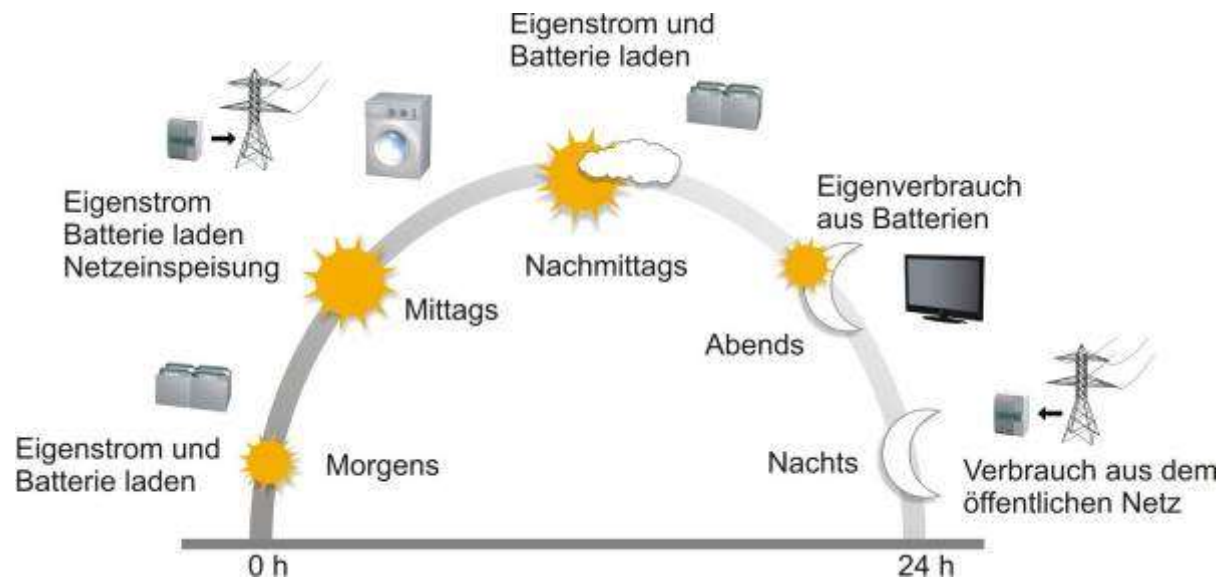 Eigenstrom und
Batterie laden
Eigenstrom
Batterie laden
Netzeinspeisung
Eigenverbrauch
aus Batterien
Nachmittags
Mittags
Abends
Eigenstrom und
Batterie laden
Morgens
Nachts
Verbrauch aus dem
öffentlichen Netz
0 h
24 h